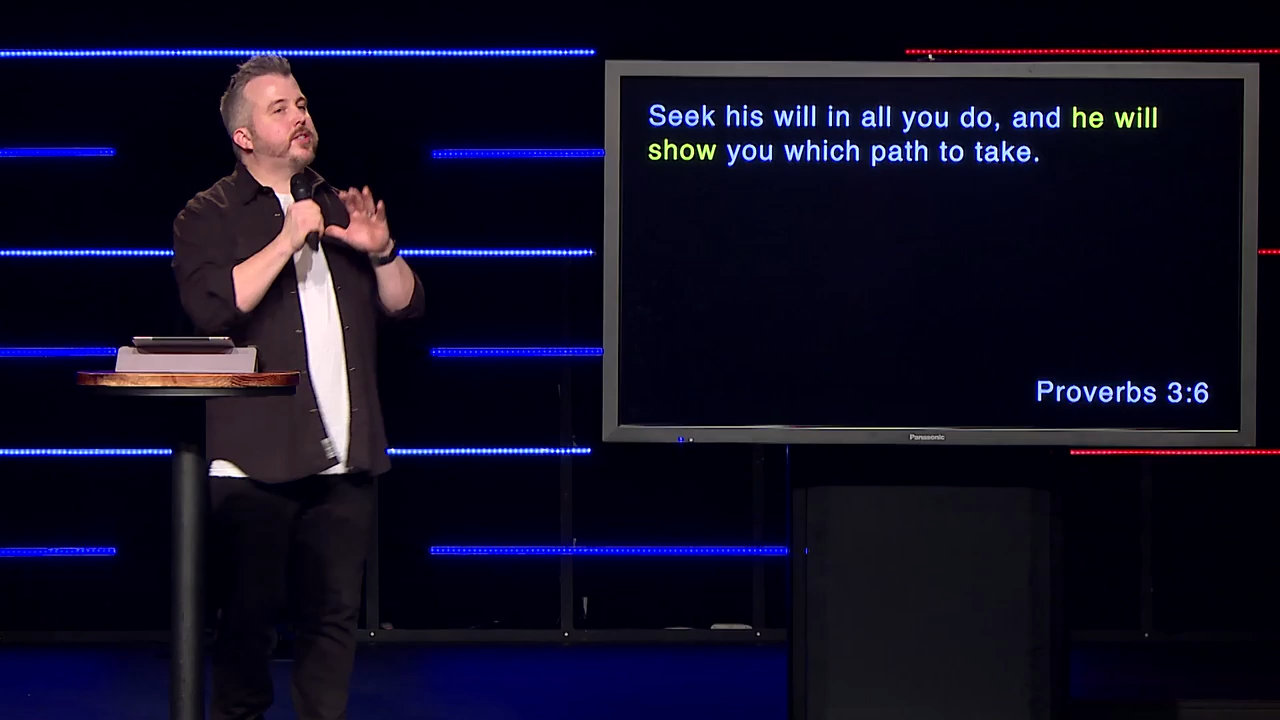 Seek his will in all you do, and he will
show you which path to take.
Proverbs 3:6
Panasonic